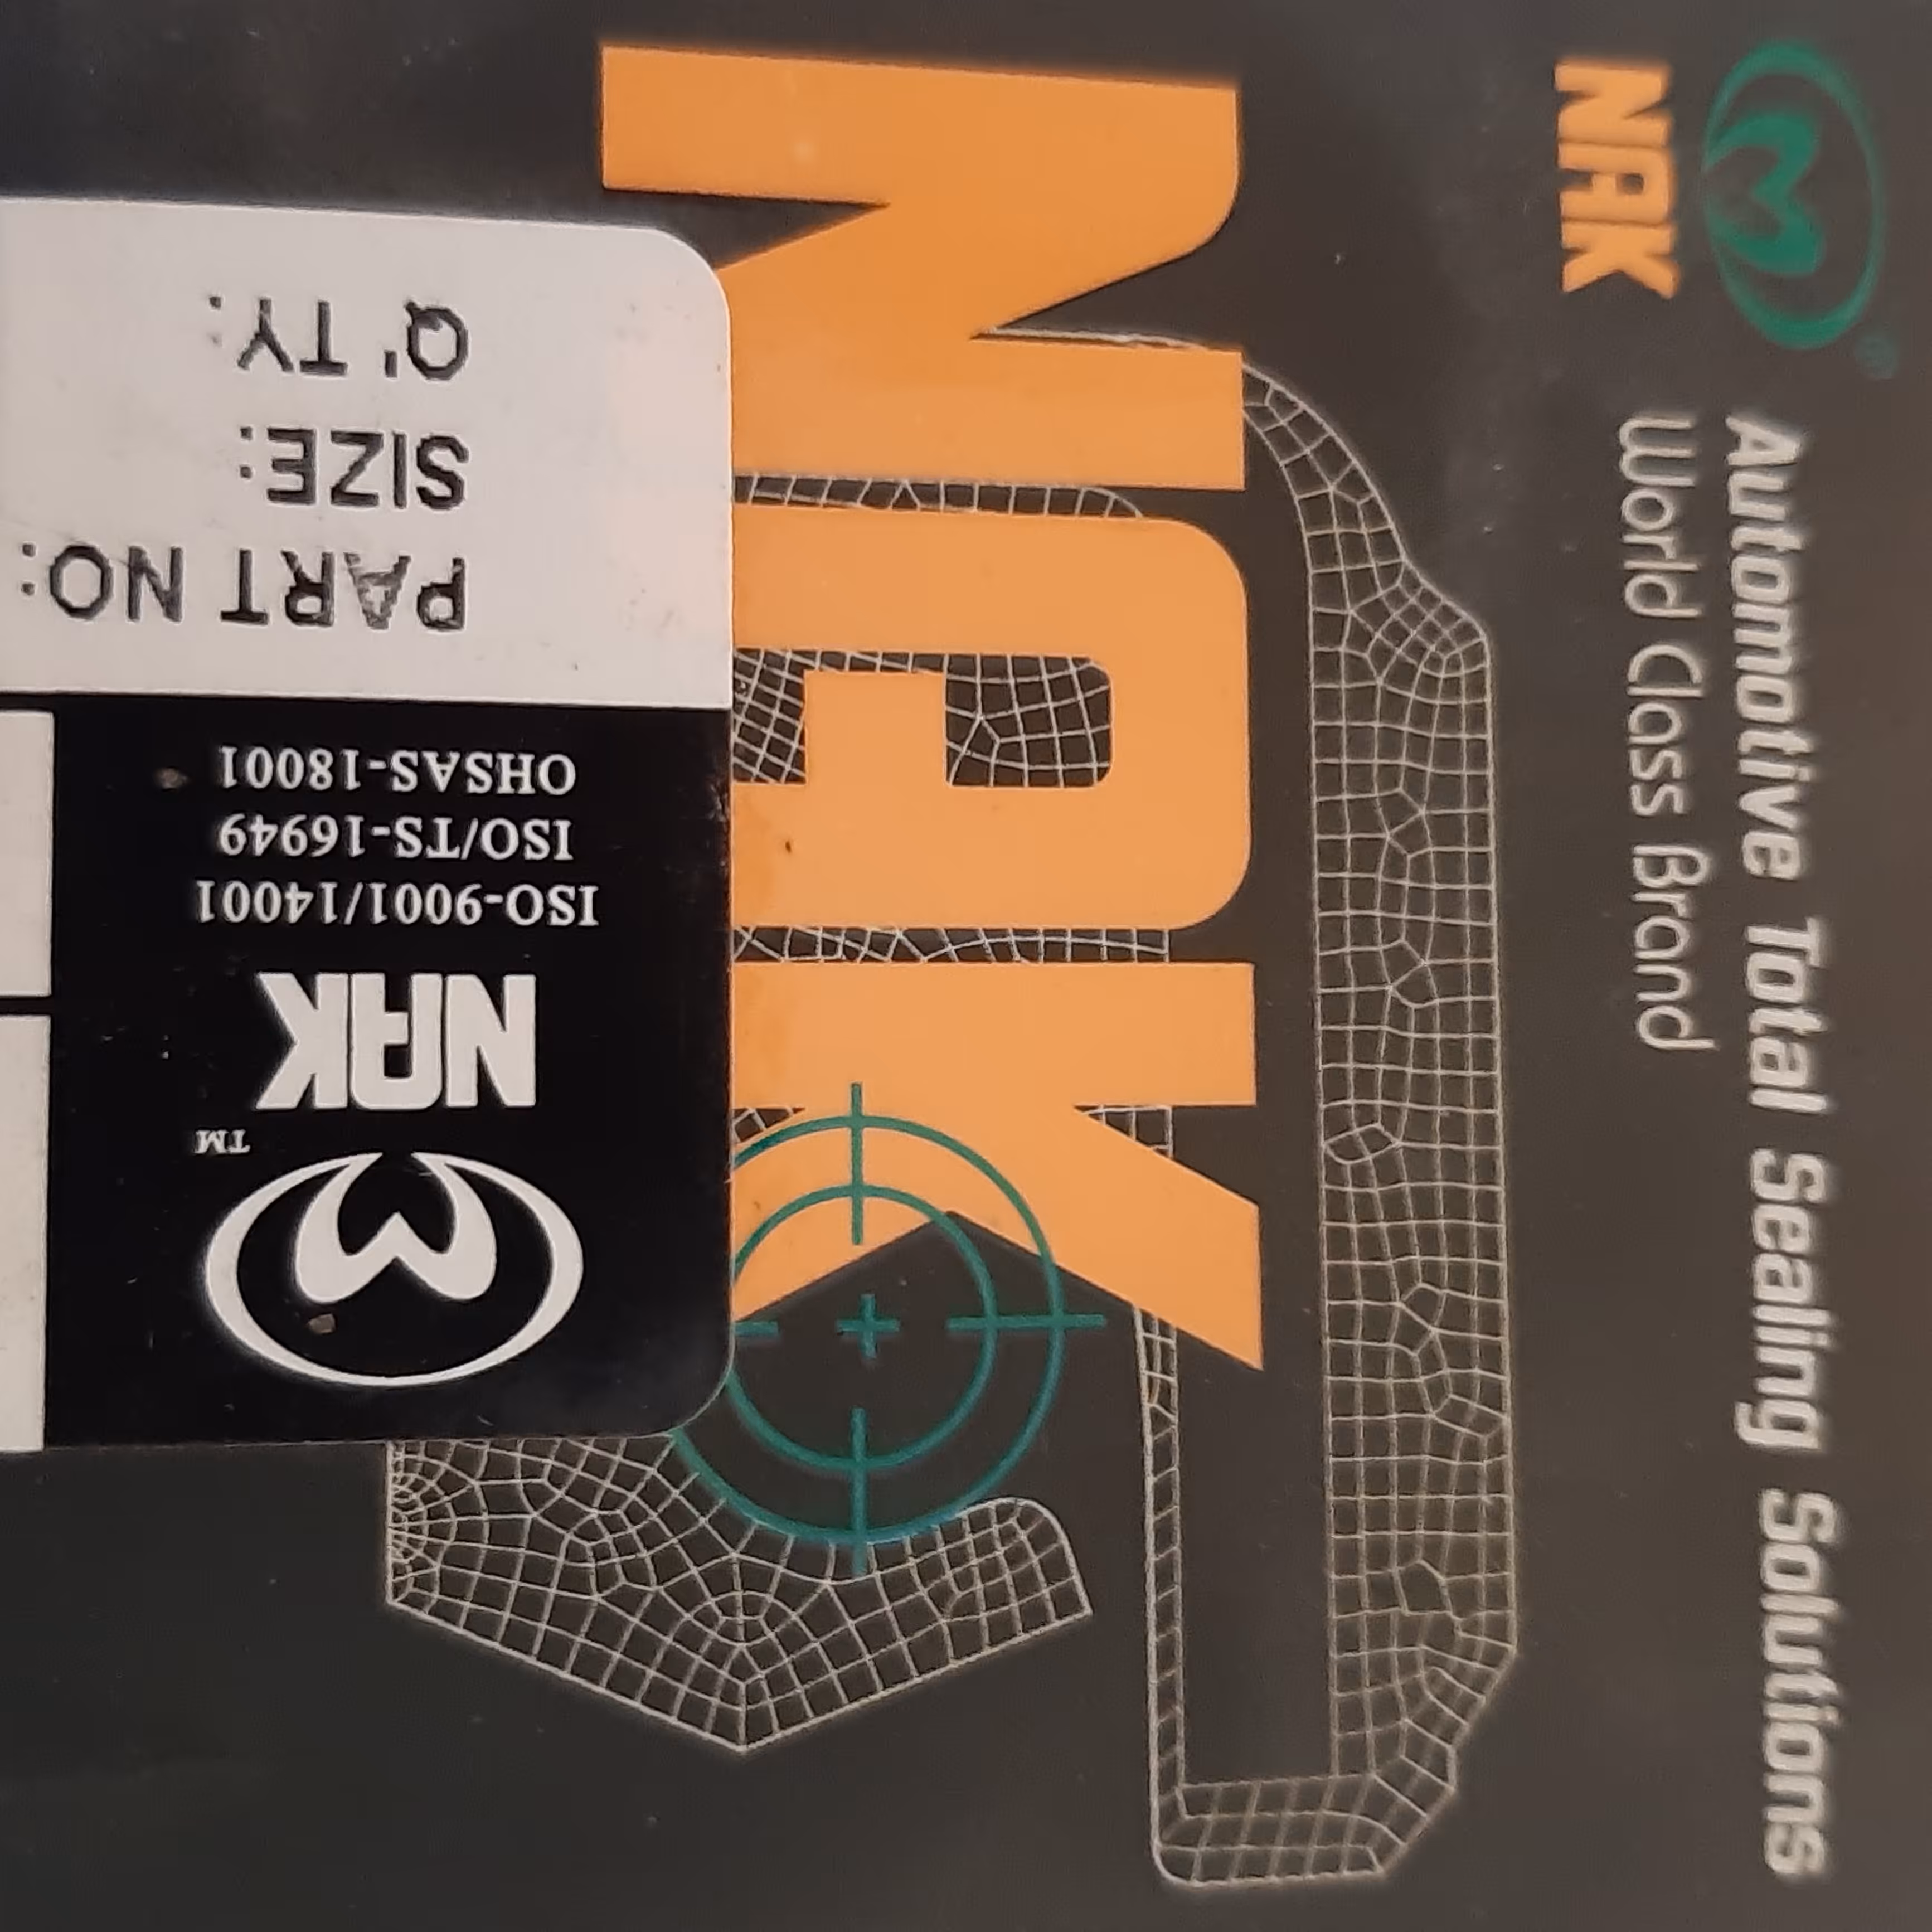 NAK
Automotive Total Sealing Solutions
World Class Brand
NAK
TM
NAK
ISO-9001/14001
ISO/TS-16949
OHSAS-18001
PART NO:
SIZE:
Q'TY: